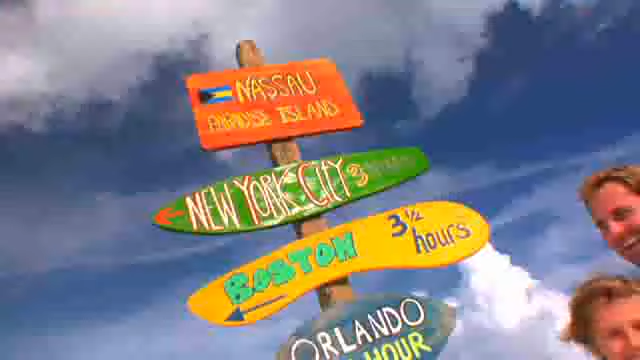 NASSAU
PARADISE ISLAND
NEW YORK CITY 3
BOSTON 3½ hours
ORLANDO
HOUR